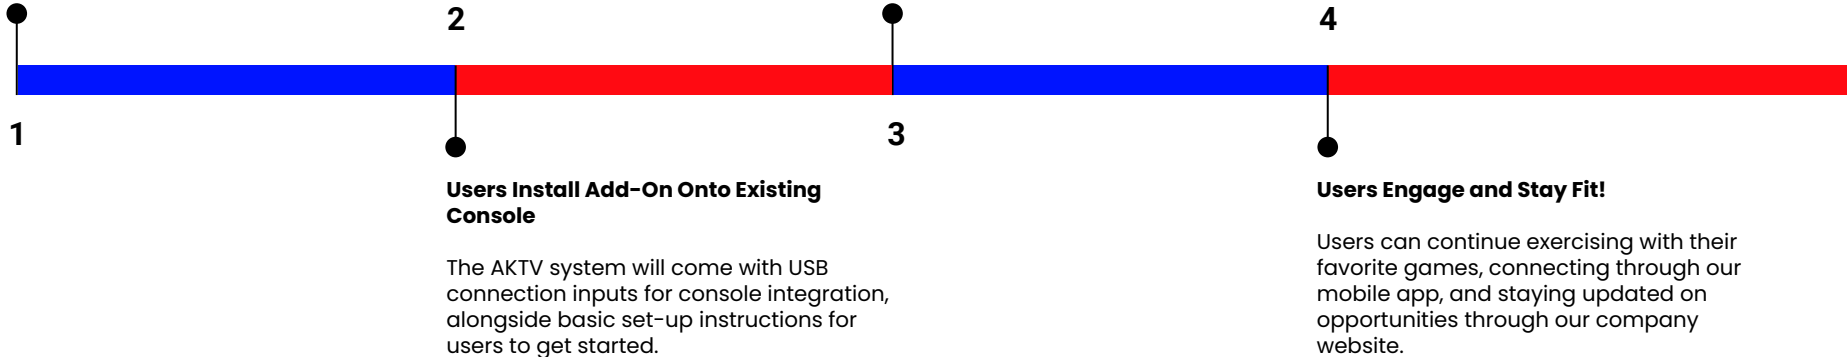 2
4
1
3
Users Install Add-On Onto Existing
Console
The AKTV system will come with USB
connection inputs for console integration,
alongside basic set-up instructions for
users to get started.
Users Engage and Stay Fit!
Users can continue exercising with their
favorite games, connecting through our
mobile app, and staying updated on
opportunities through our company
website.